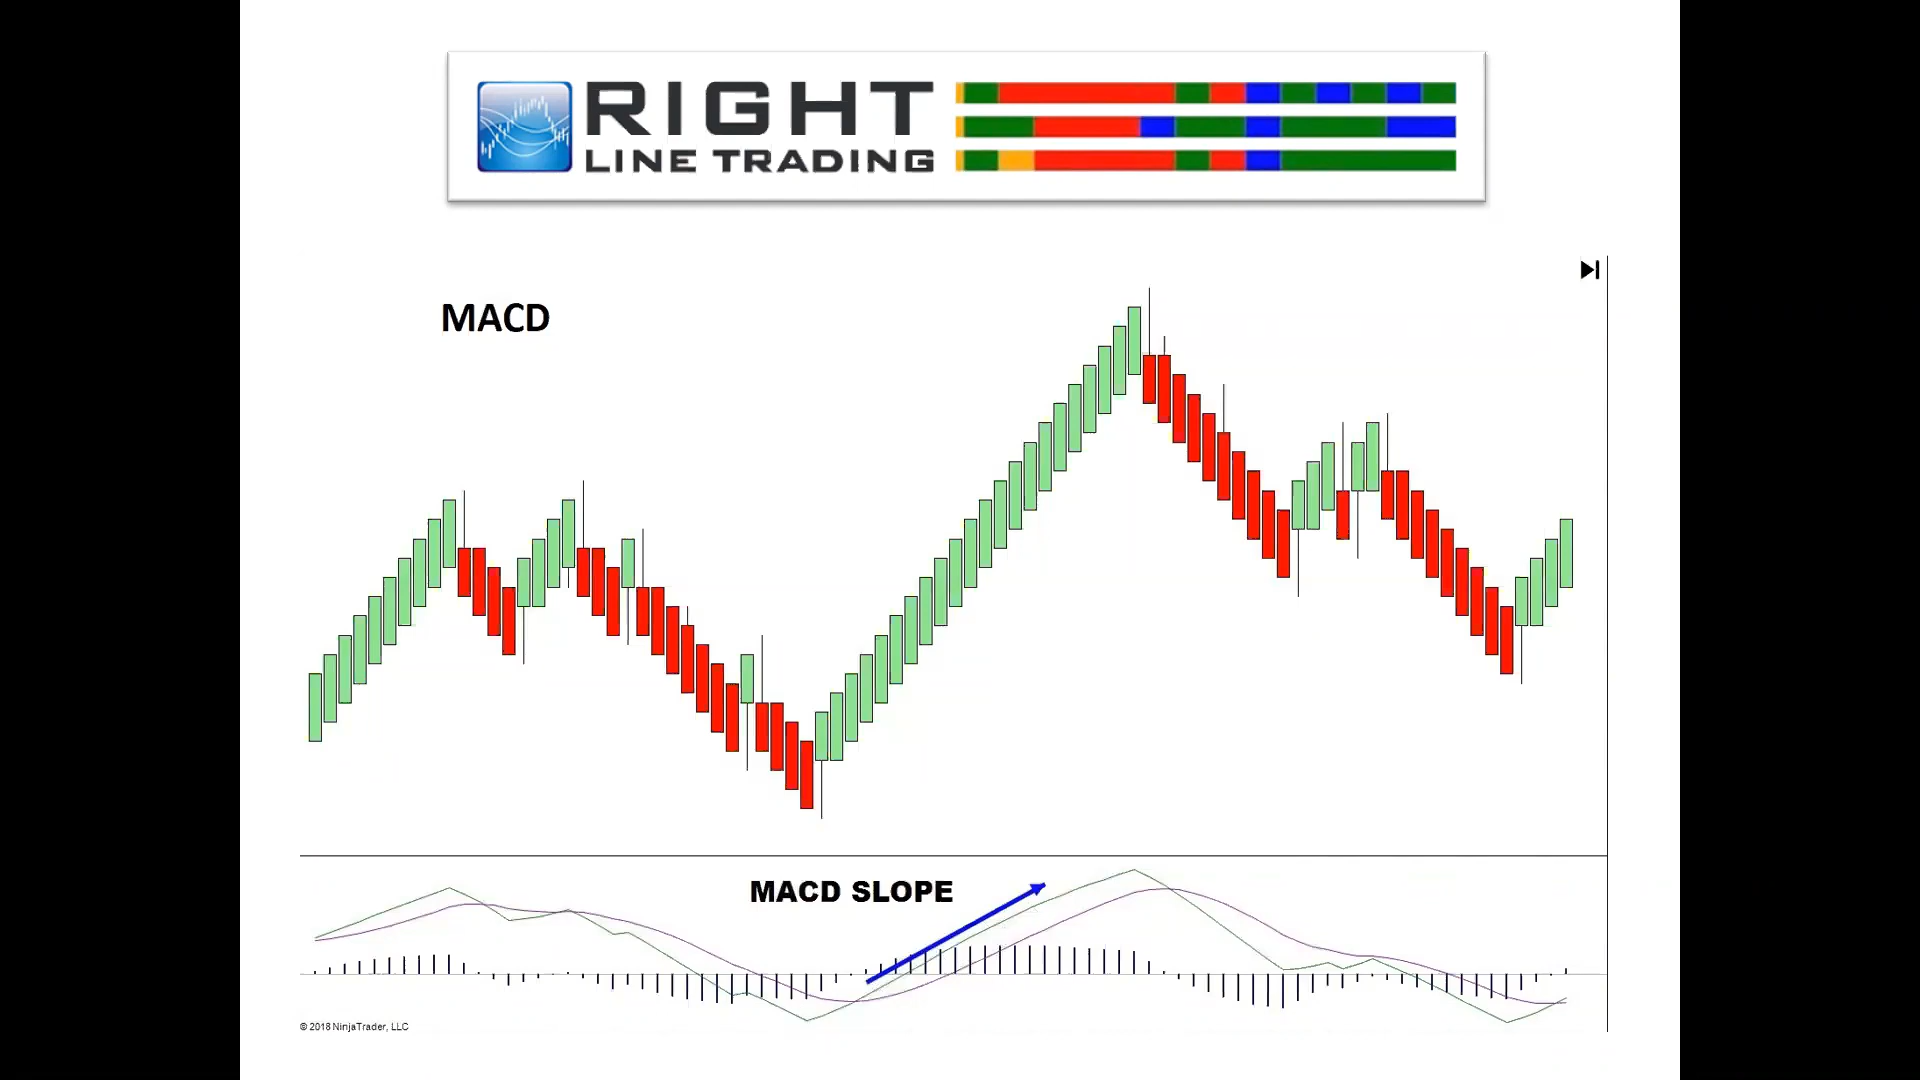 RIGHT
LINE TRADING
MACD
MACD SLOPE
© 2018 NinjaTrader, LLC